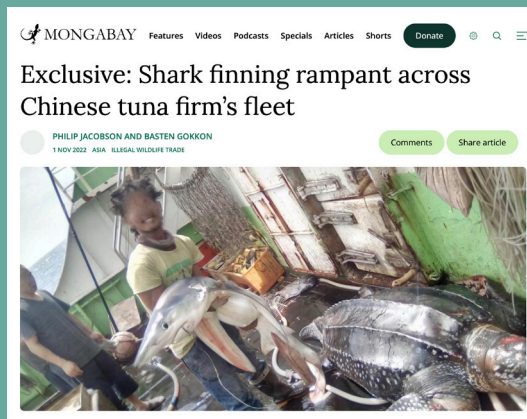 MONGABAY
Features Videos Podcasts Specials Articles Shorts Donate
Exclusive: Shark finning rampant across
Chinese tuna firm’s fleet
PHILIP JACOBSON AND BASTEN GOKKON
1 NOV 2022 ASIA ILLEGAL WILDLIFE TRADE
Comments Share article